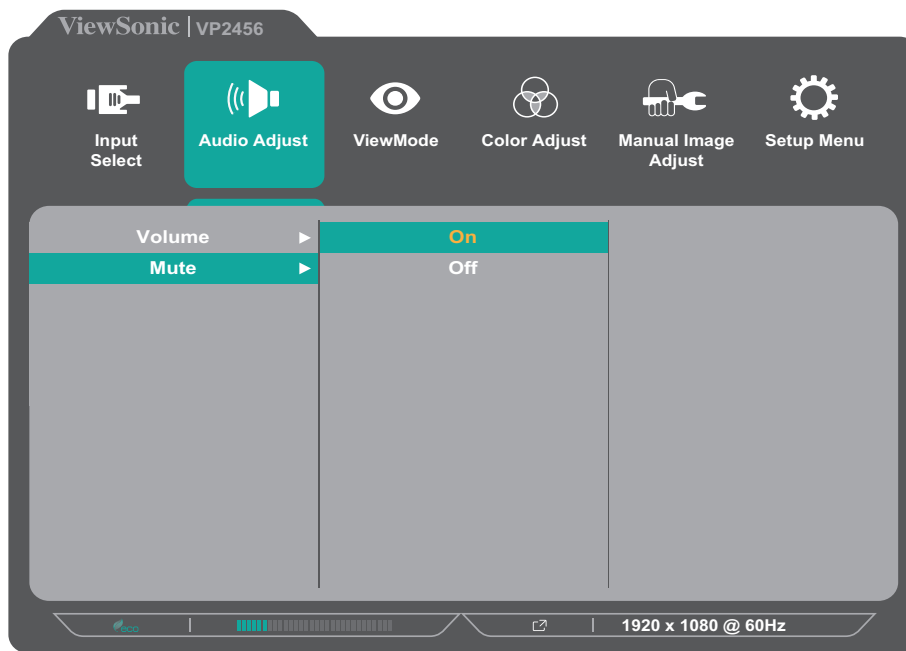 ViewSonic | VP2456
Input Select
Audio Adjust
ViewMode
Color Adjust
Manual Image Adjust
Setup Menu
Volume ▶
On
Mute ▶
Off
eco
1920 x 1080 @ 60Hz